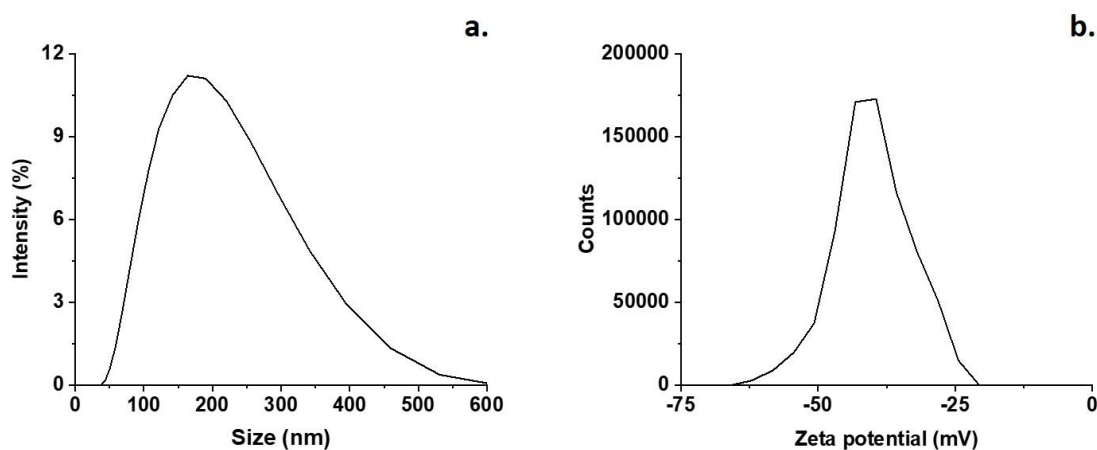 a.
12
9
6
3
0
Intensity (%)
0 100 200 300 400 500 600
Size (nm)
b.
200000
150000
100000
50000
0
Counts
-75 -50 -25 0
Zeta potential (mV)